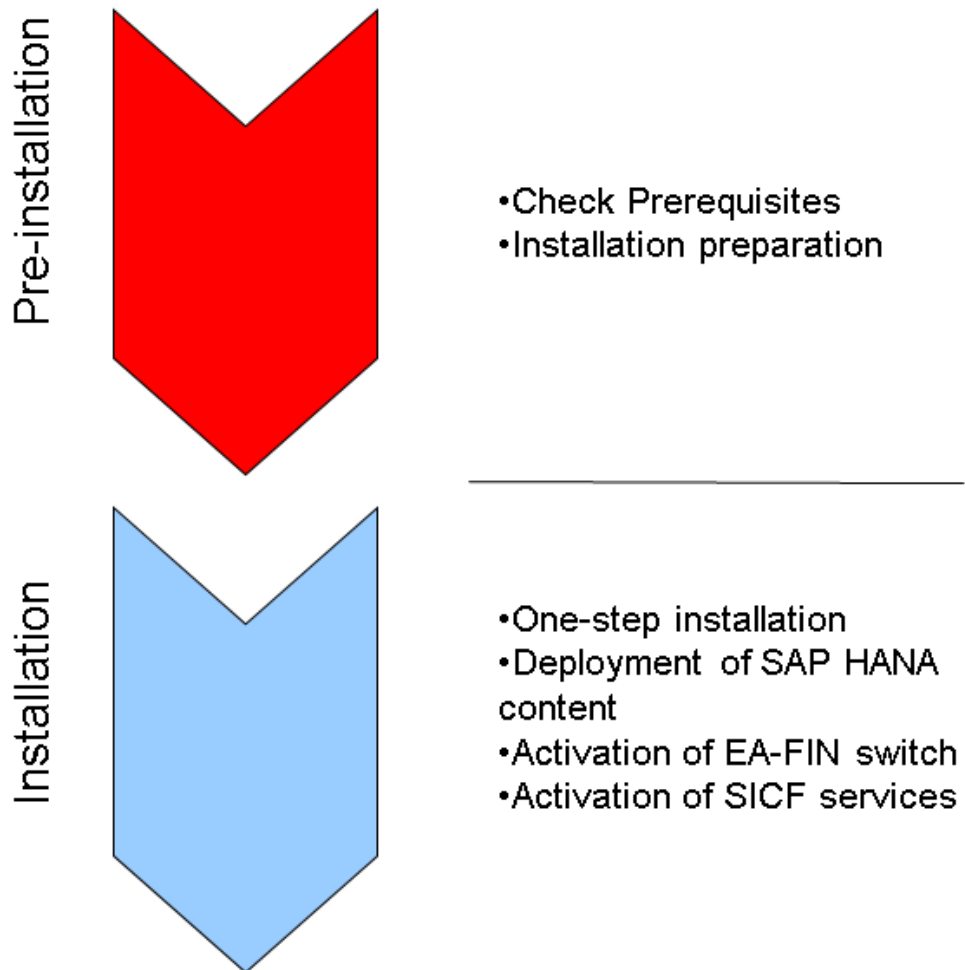 Pre-installation
•Check Prerequisites
•Installation preparation
Installation
•One-step installation
•Deployment of SAP HANA
content
•Activation of EA-FIN switch
•Activation of SICF services